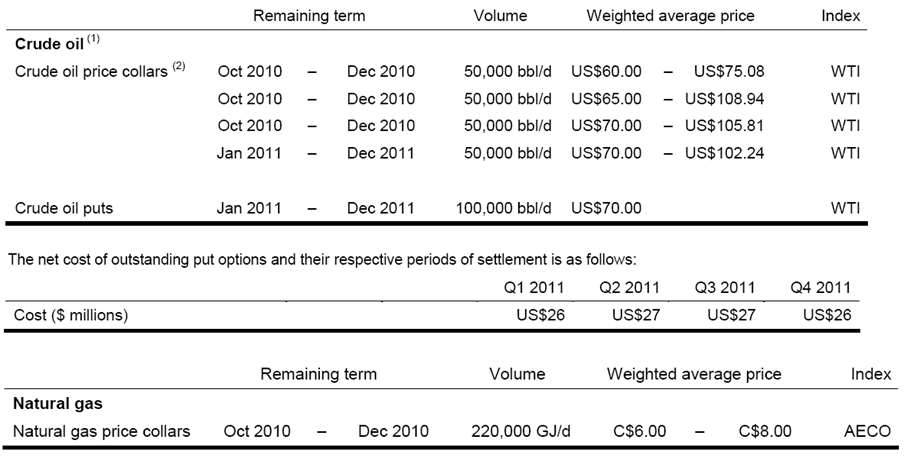 Remaining term Volume Weighted average price Index
Crude oil (1)
Crude oil price collars (2) Oct 2010 – Dec 2010 50,000 bbl/d US$60.00 – US$75.08 WTI
Oct 2010 – Dec 2010 50,000 bbl/d US$65.00 – US$108.94 WTI
Oct 2010 – Dec 2010 50,000 bbl/d US$70.00 – US$105.81 WTI
Jan 2011 – Dec 2011 50,000 bbl/d US$70.00 – US$102.24 WTI
Crude oil puts Jan 2011 – Dec 2011 100,000 bbl/d US$70.00 WTI
The net cost of outstanding put options and their respective periods of settlement is as follows:
Q1 2011 Q2 2011 Q3 2011 Q4 2011
Cost ($ millions) US$26 US$27 US$27 US$26
Remaining term Volume Weighted average price Index
Natural gas
Natural gas price collars Oct 2010 – Dec 2010 220,000 GJ/d C$6.00 – C$8.00 AECO